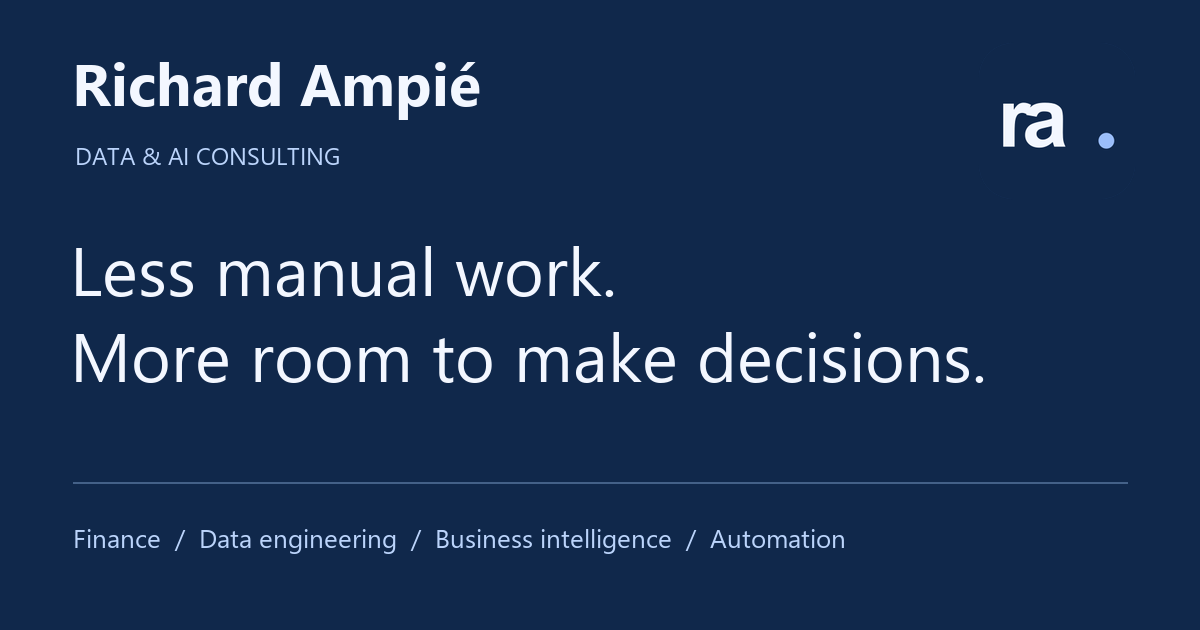 Richard Ampié
ra.
DATA & AI CONSULTING
Less manual work.
More room to make decisions.
Finance / Data engineering / Business intelligence / Automation